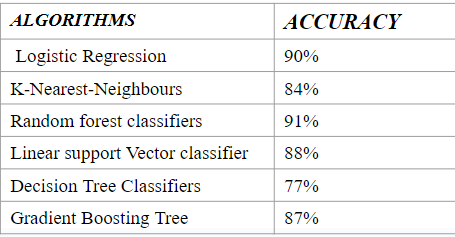 ALGORITHMS ACCURACY
Logistic Regression 90%
K-Nearest-Neighbours 84%
Random forest classifiers 91%
Linear support Vector classifier 88%
Decision Tree Classifiers 77%
Gradient Boosting Tree 87%